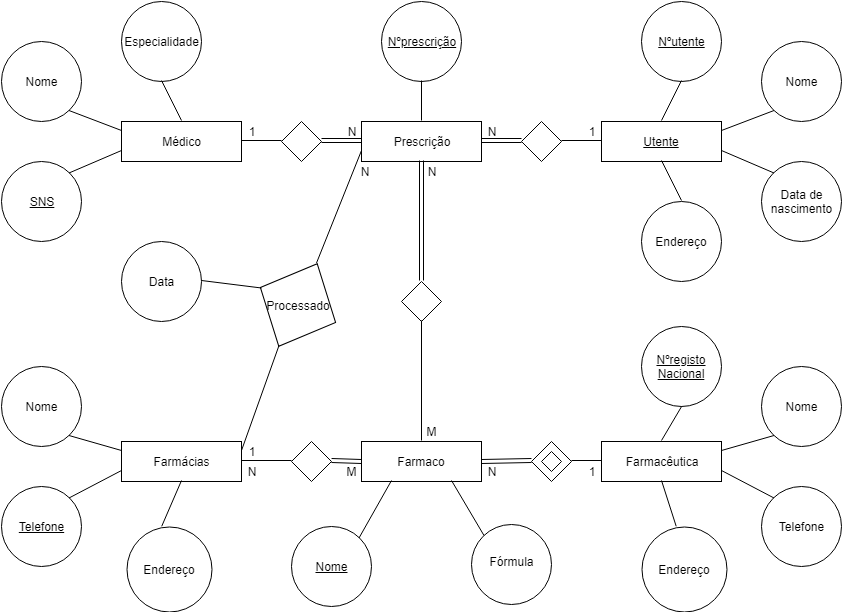 Especialidade
Nºprescrição
Nºutente
Nome
Nome
1
N
N
1
Médico
Prescrição
Utente
N
N
SNS
Data de
nascimento
Endereço
Data
Processado
Nºregisto
Nacional
Nome
Nome
M
1
Farmácias
Farmaco
Farmacêutica
N
M
N
1
Telefone
Telefone
Endereço
Nome
Fórmula
Endereço